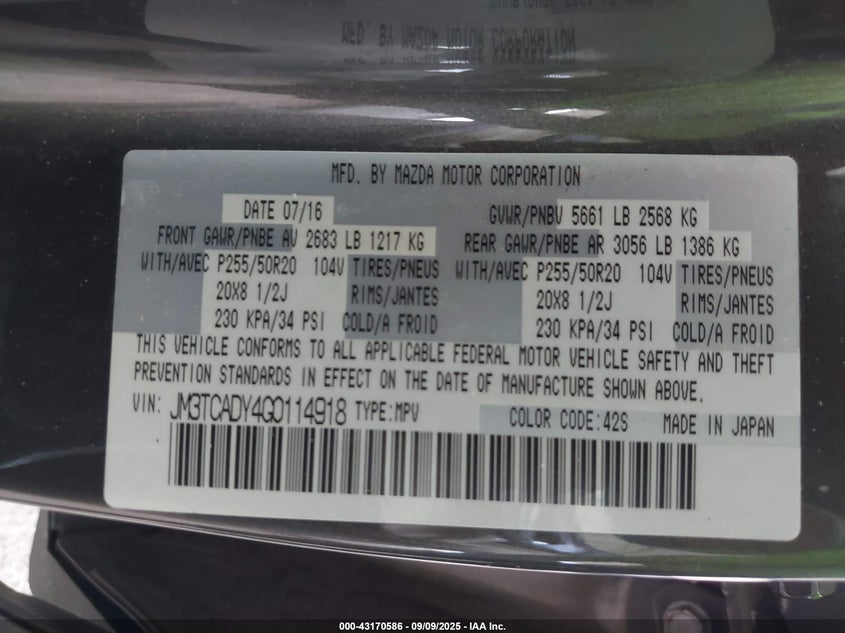 MFD. BY MAZDA MOTOR CORPORATION
DATE 07/16 GVWR/PNBV 5661 LB 2568 KG
FRONT GAWR/PNBE AV 2683 LB 1217 KG REAR GAWR/PNBE AR 3056 LB 1386 KG
WITH/AVEC P255/50R20 104V TIRES/PNEUS WITH/AVEC P255/50R20 104V TIRES/PNEUS
20X8 1/2J RIMS/JANTES 20X8 1/2J RIMS/JANTES
230 KPA/34 PSI COLD/A FROID 230 KPA/34 PSI COLD/A FROID
THIS VEHICLE CONFORMS TO ALL APPLICABLE FEDERAL MOTOR VEHICLE SAFETY AND THEFT
PREVENTION STANDARDS IN EFFECT ON THE DATE OF MANUFACTURE SHOWN ABOVE.
VIN: JM3TCADY4G0114918 TYPE:MPV COLOR CODE:42S MADE IN JAPAN
000-43170586 - 09/09/2025 - IAA Inc.